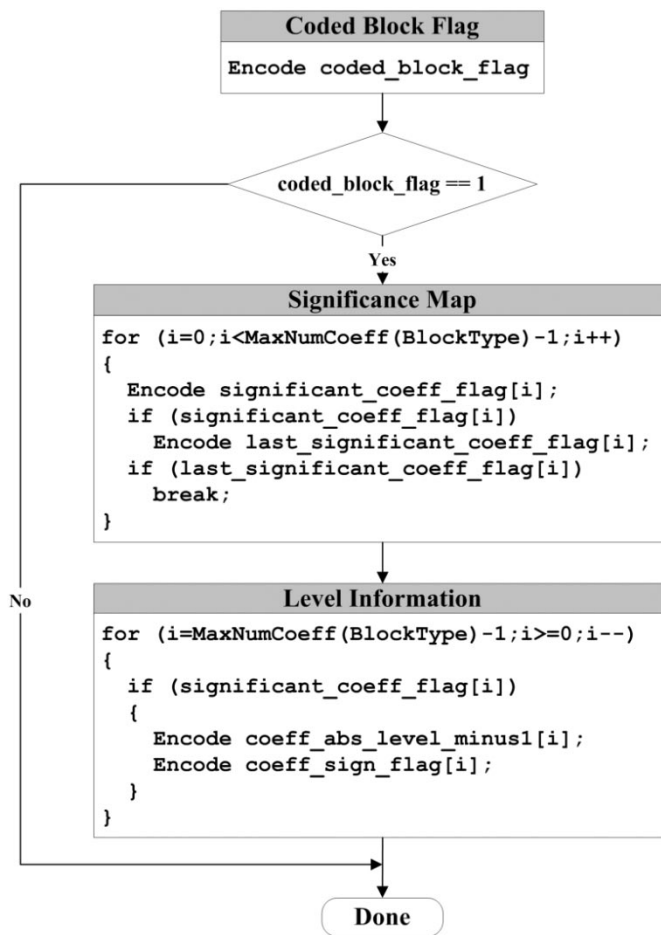 Coded Block Flag
Encode coded_block_flag
coded_block_flag == 1
Yes
Significance Map
for (i=0;i<MaxNumCoeff(BlockType)-1;i++)
{
Encode significant_coeff_flag[i];
if (significant_coeff_flag[i])
Encode last_significant_coeff_flag[i];
if (last_significant_coeff_flag[i])
break;
}
No
Level Information
for (i=MaxNumCoeff(BlockType)-1;i>=0;i--)
{
if (significant_coeff_flag[i])
{
Encode coeff_abs_level_minus1[i];
Encode coeff_sign_flag[i];
}
}
Done